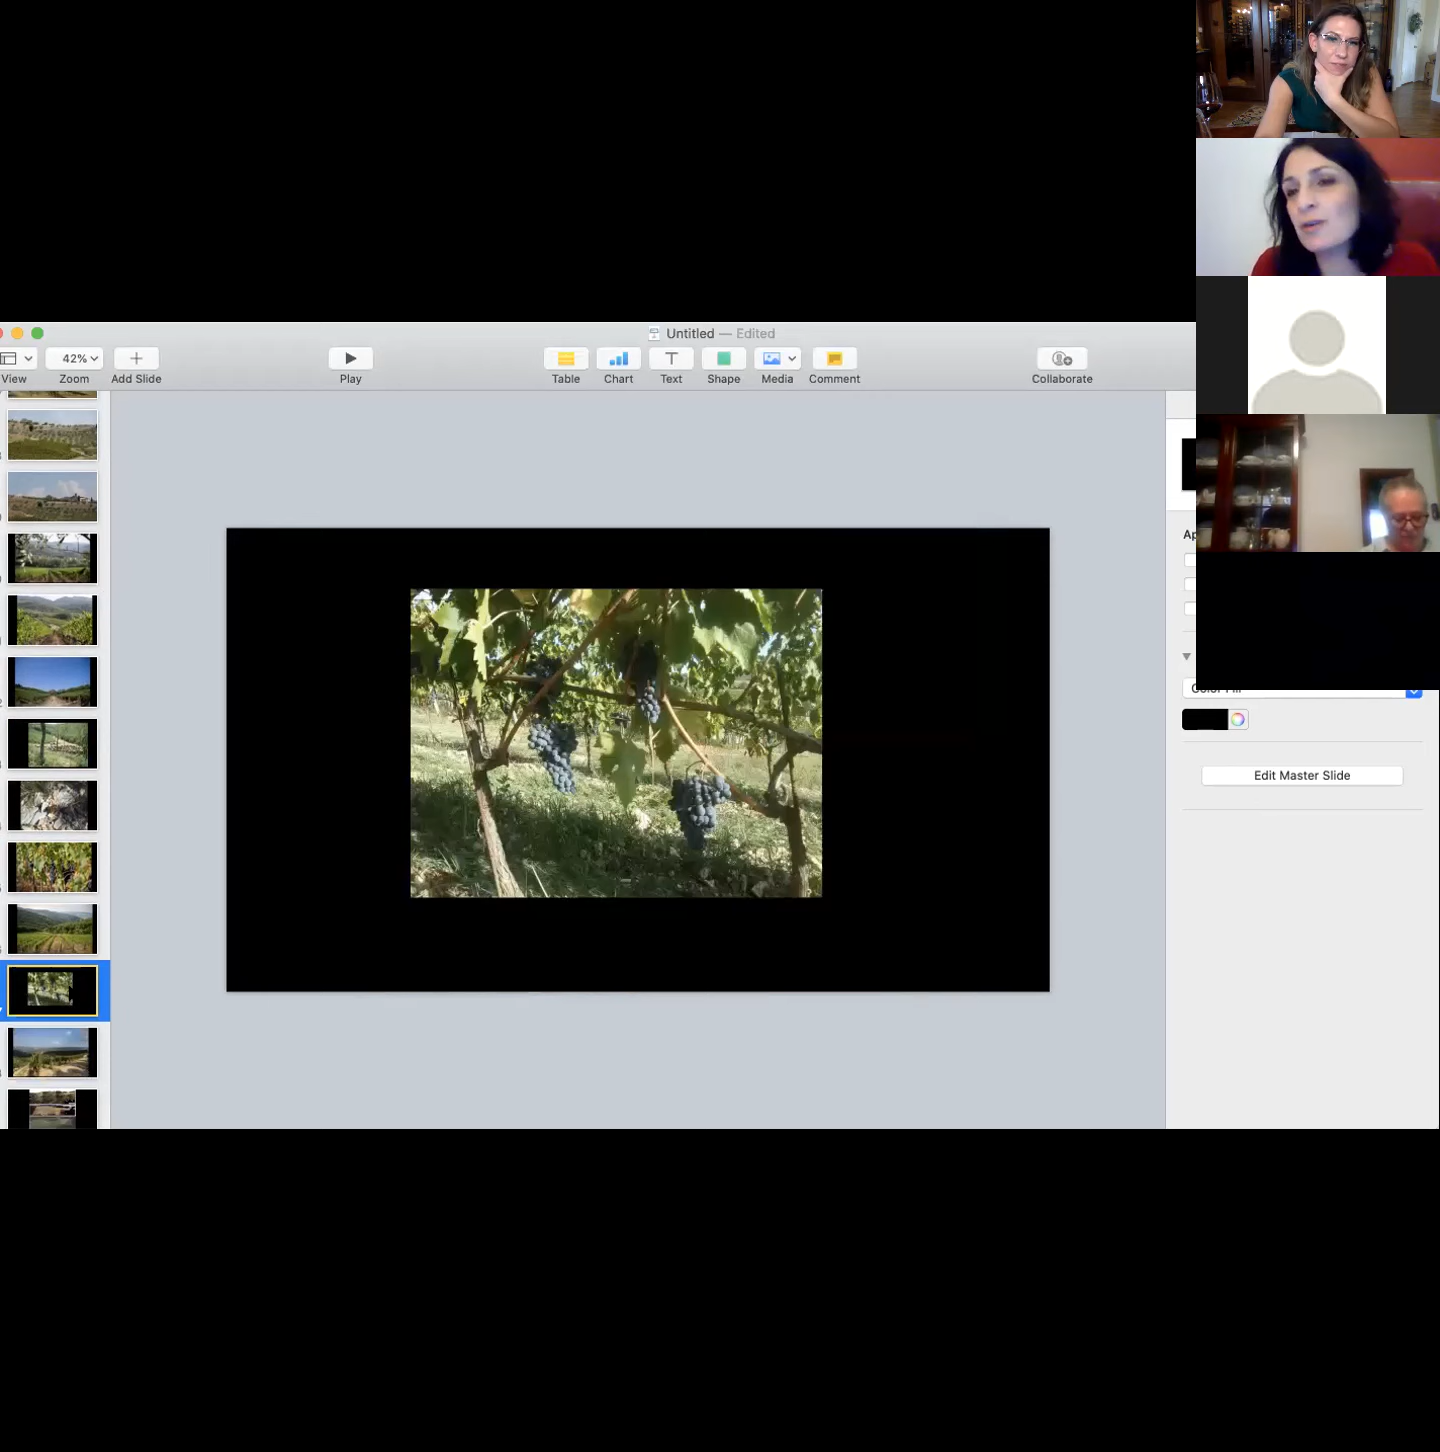 Untitled — Edited
42%
View
Zoom
Add Slide
Play
Table
Chart
Text
Shape
Media
Comment
Collaborate
Edit Master Slide